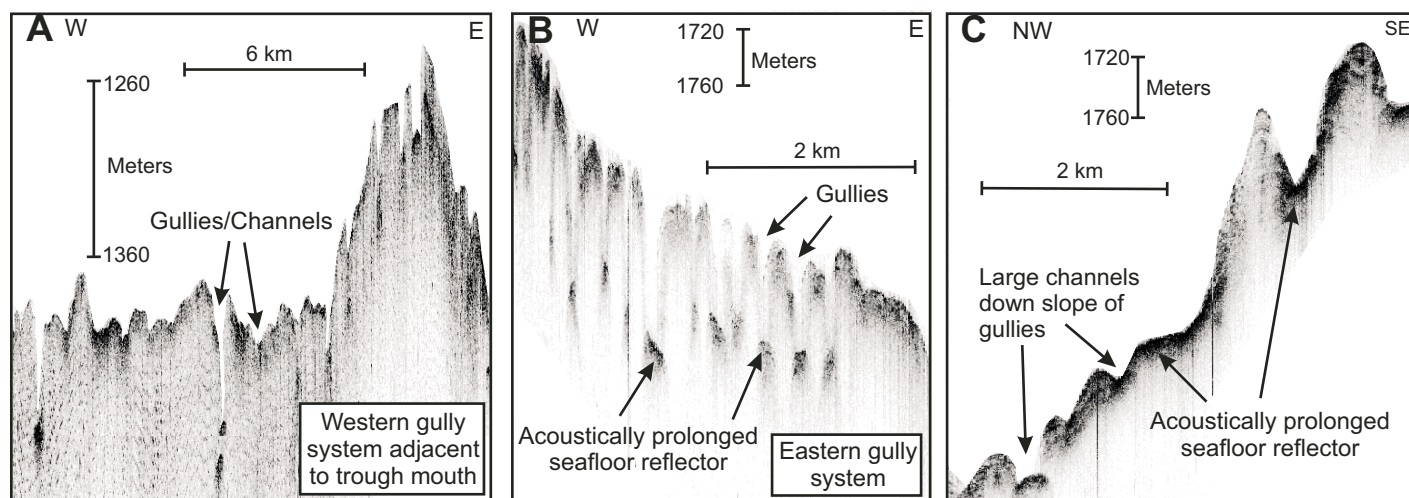 A W E
6 km
1260
Meters
1360
Gullies/Channels
Western gully
system adjacent
to trough mouth
B W E
1720
Meters
1760
2 km
Gullies
Acoustically prolonged
seafloor reflector
Eastern gully
system
C NW SE
1720
Meters
1760
2 km
Large channels
down slope of
gullies
Acoustically prolonged
seafloor reflector